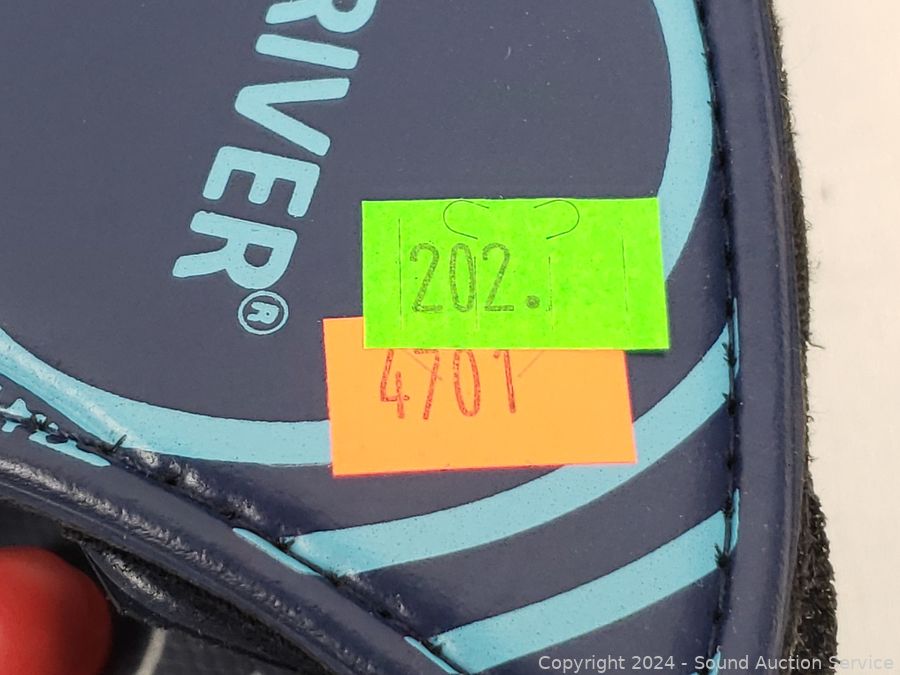 RIVER®
202.
4701
Copyright 2024 - Sound Auction Service